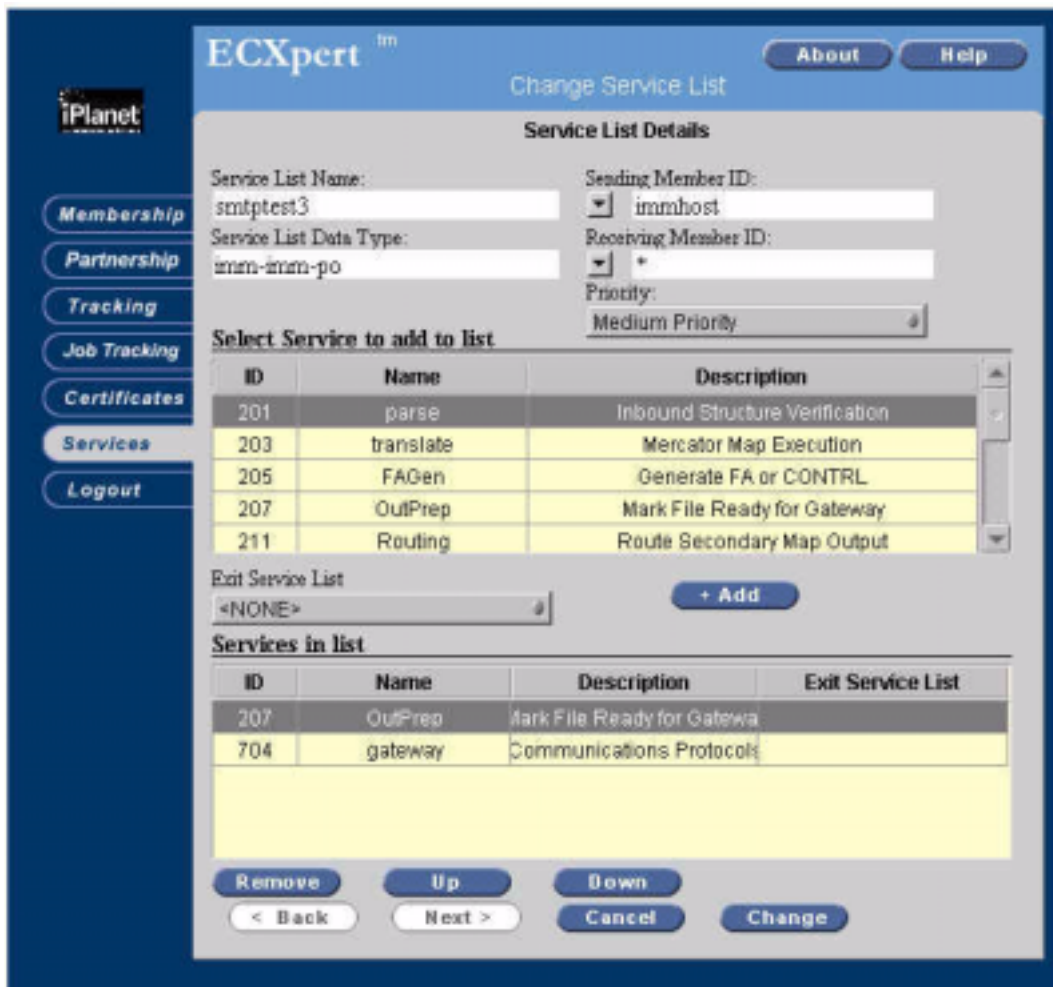 ECXpert tm
About
Help
Change Service List
iPlanet
Service List Details
Membership
Partnership
Tracking
Job Tracking
Certificates
Services
Logout
Service List Name:
smtptest3
Sending Member ID:
immhost
Service List Data Type:
imm-imm-po
Receiving Member ID:
*
Priority:
Medium Priority
Select Service to add to list
ID Name Description
201 parse Inbound Structure Verification
203 translate Mercator Map Execution
205 FAGen Generate FA or CONTRL
207 OutPrep Mark File Ready for Gateway
211 Routing Route Secondary Map Output
Exit Service List
<NONE>
+ Add
Services in list
ID Name Description Exit Service List
207 OutPrep Mark File Ready for Gatewa
704 gateway Communications Protocols
Remove Up Down
< Back Next > Cancel Change